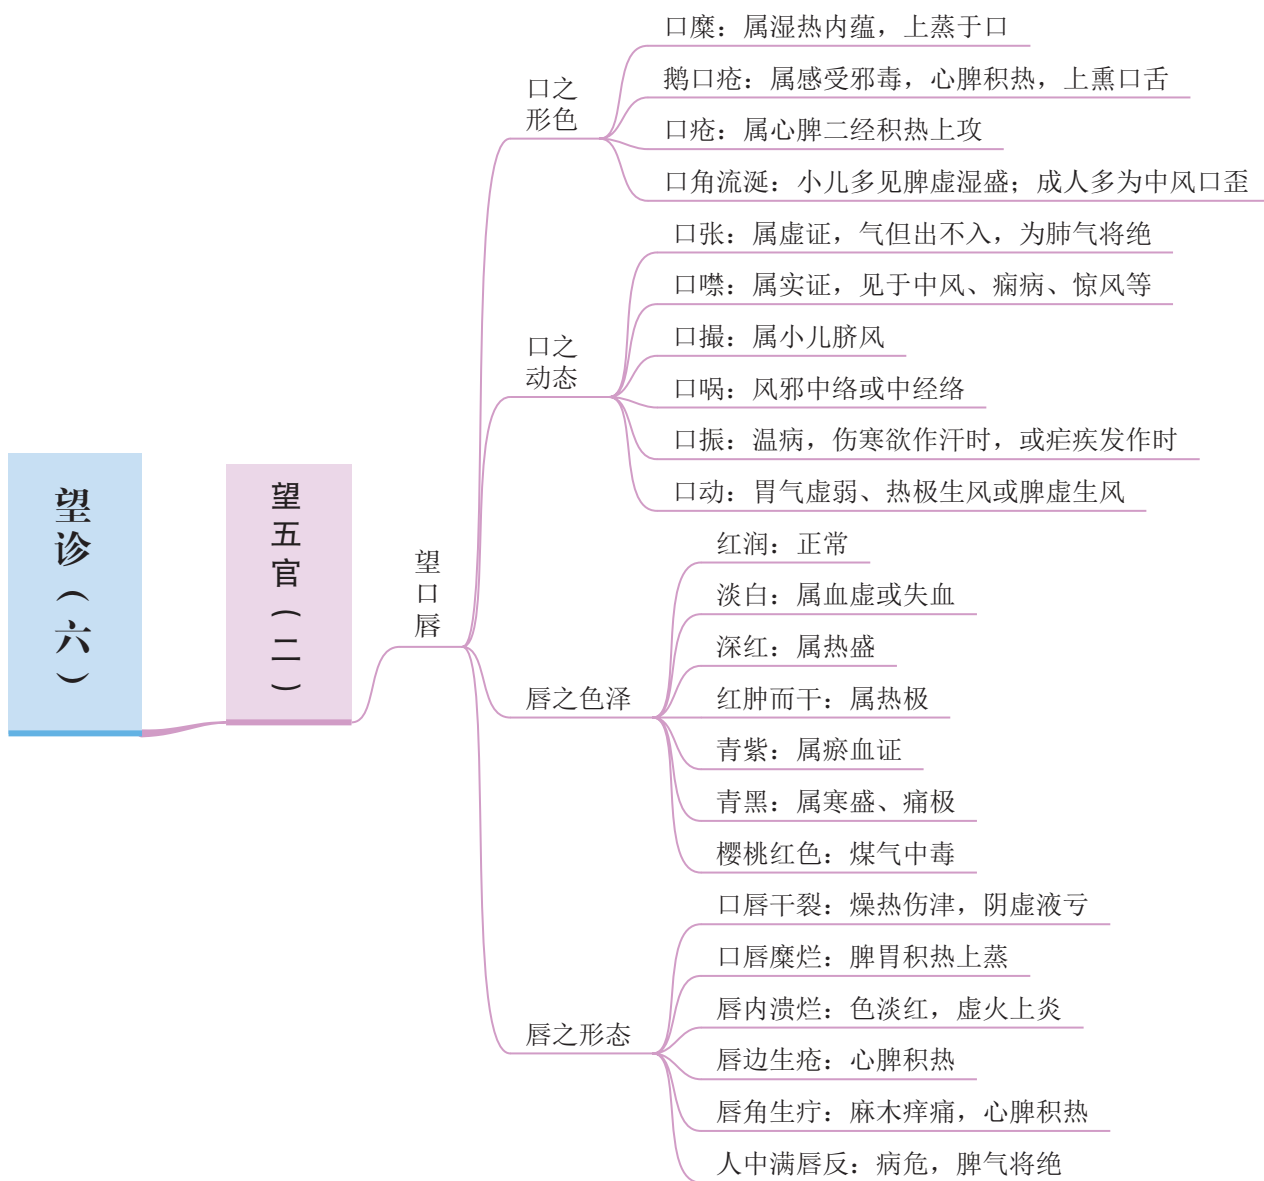 望诊（六）
望五官（二）
望口唇
口之
形色
口糜：属湿热内蕴，上蒸于口
鹅口疮：属感受邪毒，心脾积热，上熏口舌
口疮：属心脾二经积热上攻
口角流涎：小儿多见脾虚湿盛；成人多为中风口歪
口之
动态
口张：属虚证，气但出不入，为肺气将绝
口噤：属实证，见于中风、痫病、惊风等
口撮：属小儿脐风
口㖞：风邪中络或中经络
口振：温病，伤寒欲作汗时，或疟疾发作时
口动：胃气虚弱、热极生风或脾虚生风
唇之色泽
红润：正常
淡白：属血虚或失血
深红：属热盛
红肿而干：属热极
青紫：属瘀血证
青黑：属寒盛、痛极
樱桃红色：煤气中毒
唇之形态
口唇干裂：燥热伤津，阴虚液亏
口唇糜烂：脾胃积热上蒸
唇内溃烂：色淡红，虚火上炎
唇边生疮：心脾积热
唇角生疔：麻木痒痛，心脾积热
人中满唇反：病危，脾气将绝